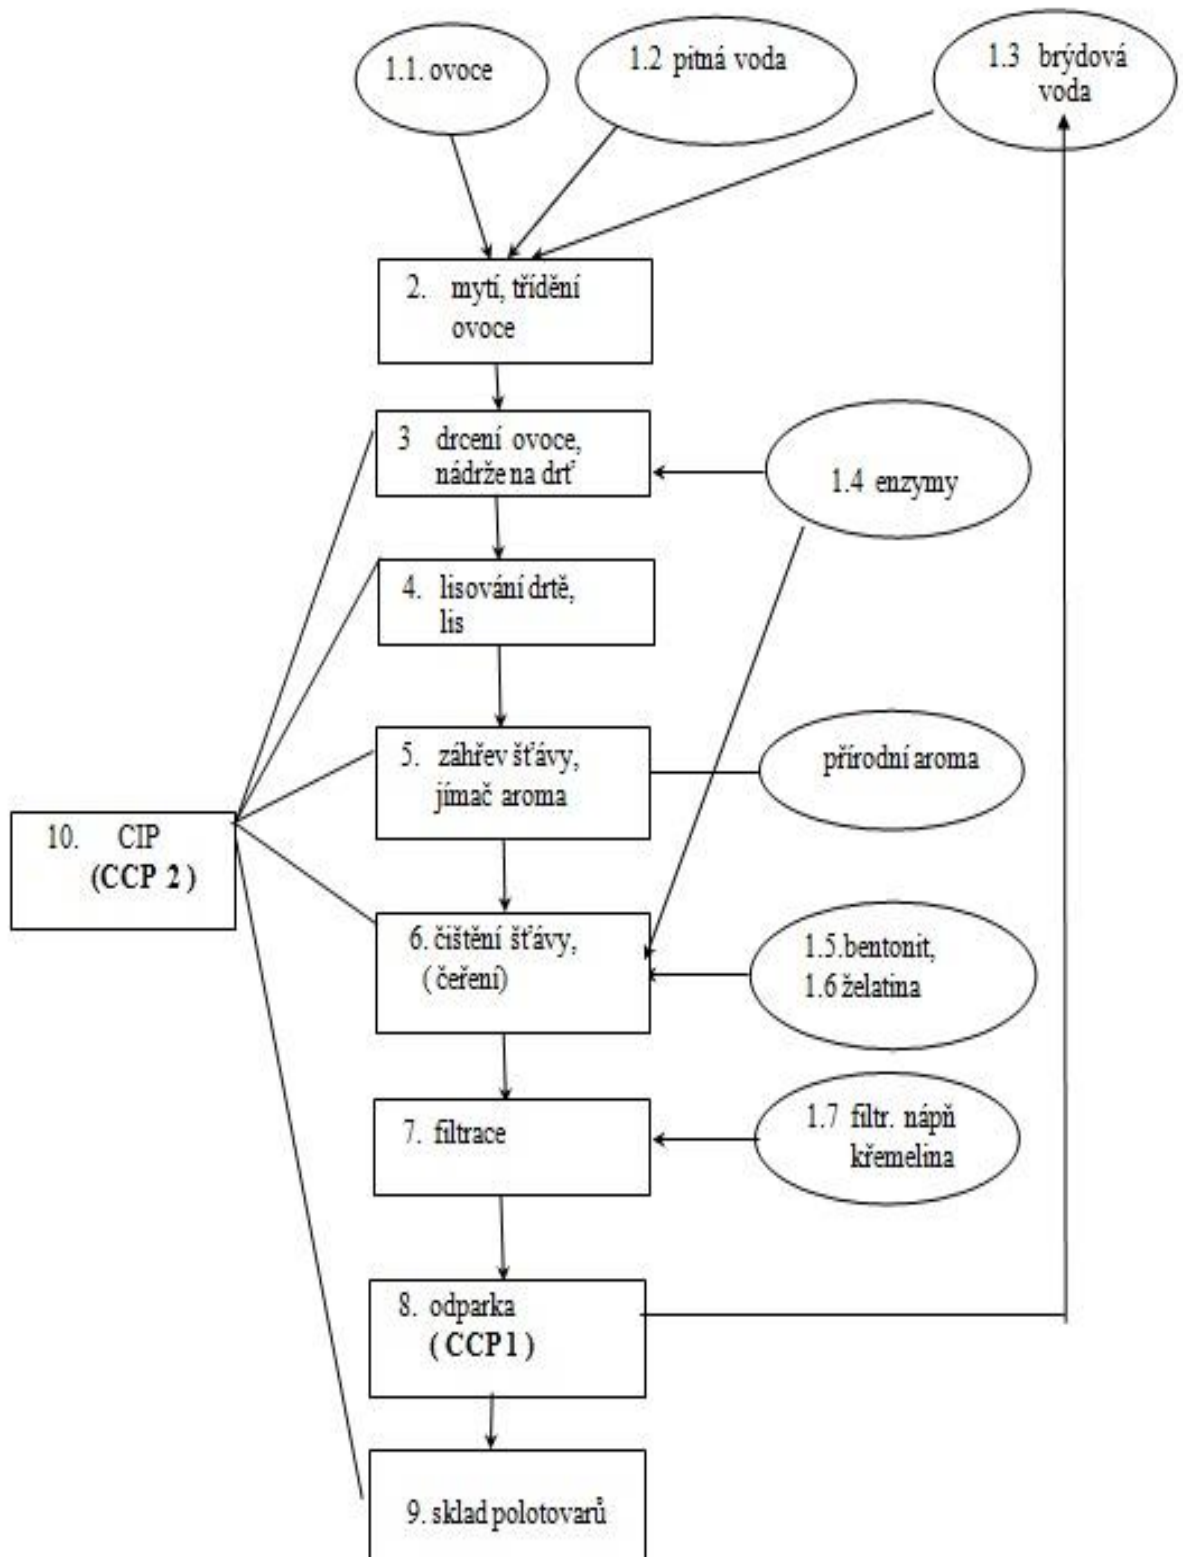 1.1. ovoce
1.2 pitná voda
1.3 brýdová
voda
2. mytí, třídění
ovoce
3 drcení ovoce,
nádrže na drť
1.4 enzymy
4. lisování drtě,
lis
5. záhřev šťávy,
jímač aroma
přírodní aroma
10. CIP
(CCP 2 )
6. čištění šťávy,
( čeření)
1.5.bentonit,
1.6 želatina
7. filtrace
1.7 filtr. nápň
křemelina
8. odparka
( CCP1 )
9. sklad polotovarů